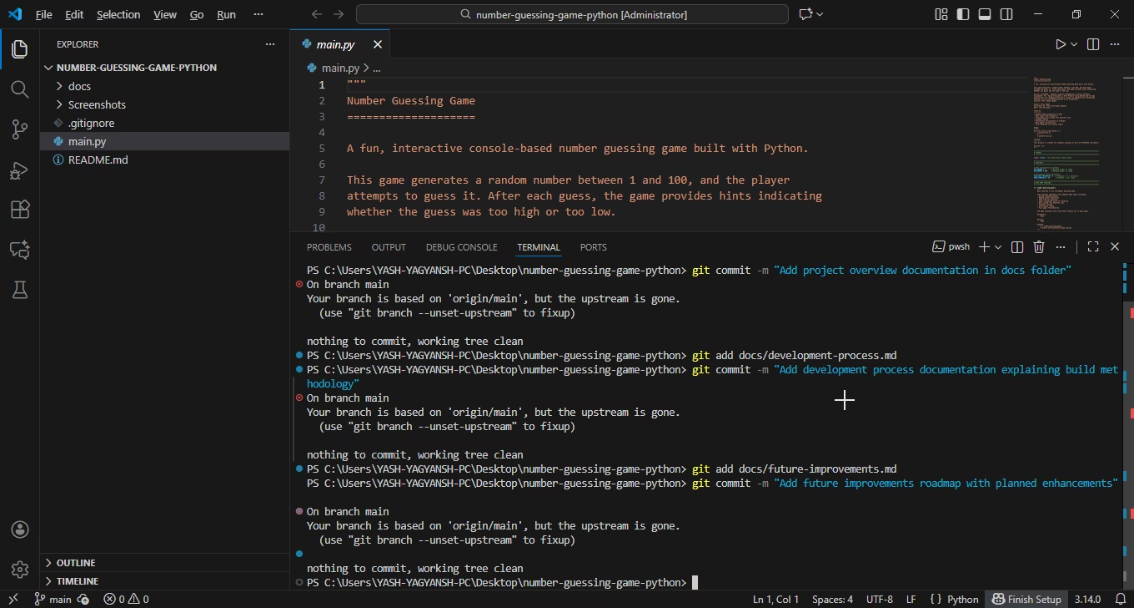 File Edit Selection View Go Run ···
number-guessing-game-python [Administrator]
EXPLORER
NUMBER-GUESSING-GAME-PYTHON
docs
Screenshots
.gitignore
main.py
README.md
OUTLINE
TIMELINE
main.py
main.py > ...
1 """
2 Number Guessing Game
3 ====================
4
5 A fun, interactive console-based number guessing game built with Python.
6
7 This game generates a random number between 1 and 100, and the player
8 attempts to guess it. After each guess, the game provides hints indicating
9 whether the guess was too high or too low.
10
PROBLEMS OUTPUT DEBUG CONSOLE TERMINAL PORTS
pwsh
PS C:\Users\YASH-YAGYANSH-PC\Desktop\number-guessing-game-python> git commit -m "Add project overview documentation in docs folder"
On branch main
Your branch is based on 'origin/main', but the upstream is gone.
(use "git branch --unset-upstream" to fixup)
nothing to commit, working tree clean
PS C:\Users\YASH-YAGYANSH-PC\Desktop\number-guessing-game-python> git add docs/development-process.md
PS C:\Users\YASH-YAGYANSH-PC\Desktop\number-guessing-game-python> git commit -m "Add development process documentation explaining build met
hodology"
On branch main
Your branch is based on 'origin/main', but the upstream is gone.
(use "git branch --unset-upstream" to fixup)
nothing to commit, working tree clean
PS C:\Users\YASH-YAGYANSH-PC\Desktop\number-guessing-game-python> git add docs/future-improvements.md
PS C:\Users\YASH-YAGYANSH-PC\Desktop\number-guessing-game-python> git commit -m "Add future improvements roadmap with planned enhancements"
On branch main
Your branch is based on 'origin/main', but the upstream is gone.
(use "git branch --unset-upstream" to fixup)
nothing to commit, working tree clean
PS C:\Users\YASH-YAGYANSH-PC\Desktop\number-guessing-game-python>
main 0 0 Ln 1, Col 1 Spaces: 4 UTF-8 LF {} Python Finish Setup 3.14.0